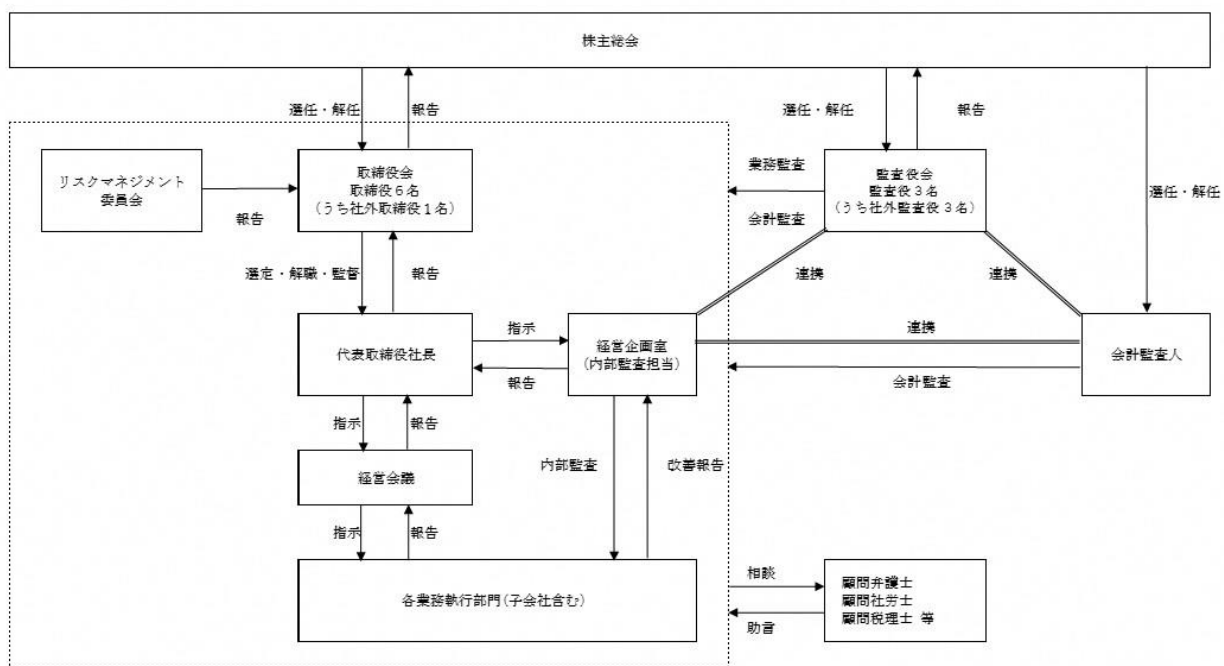 株主総会
選任・解任
報告
選任・解任
報告
選任・解任
リスクマネジメント
委員会
報告
取締役会
取締役6名
(うち社外取締役1名)
業務監査
会計監査
監査役会
監査役3名
(うち社外監査役3名)
選定・解職・監督
報告
連携
連携
代表取締役社長
指示
報告
経営企画室
(内部監査担当)
連携
会計監査
会計監査人
指示
報告
経営会議
内部監査
改善報告
指示
報告
各業務執行部門(子会社含む)
相談
助言
顧問弁護士
顧問社労士
顧問税理士 等